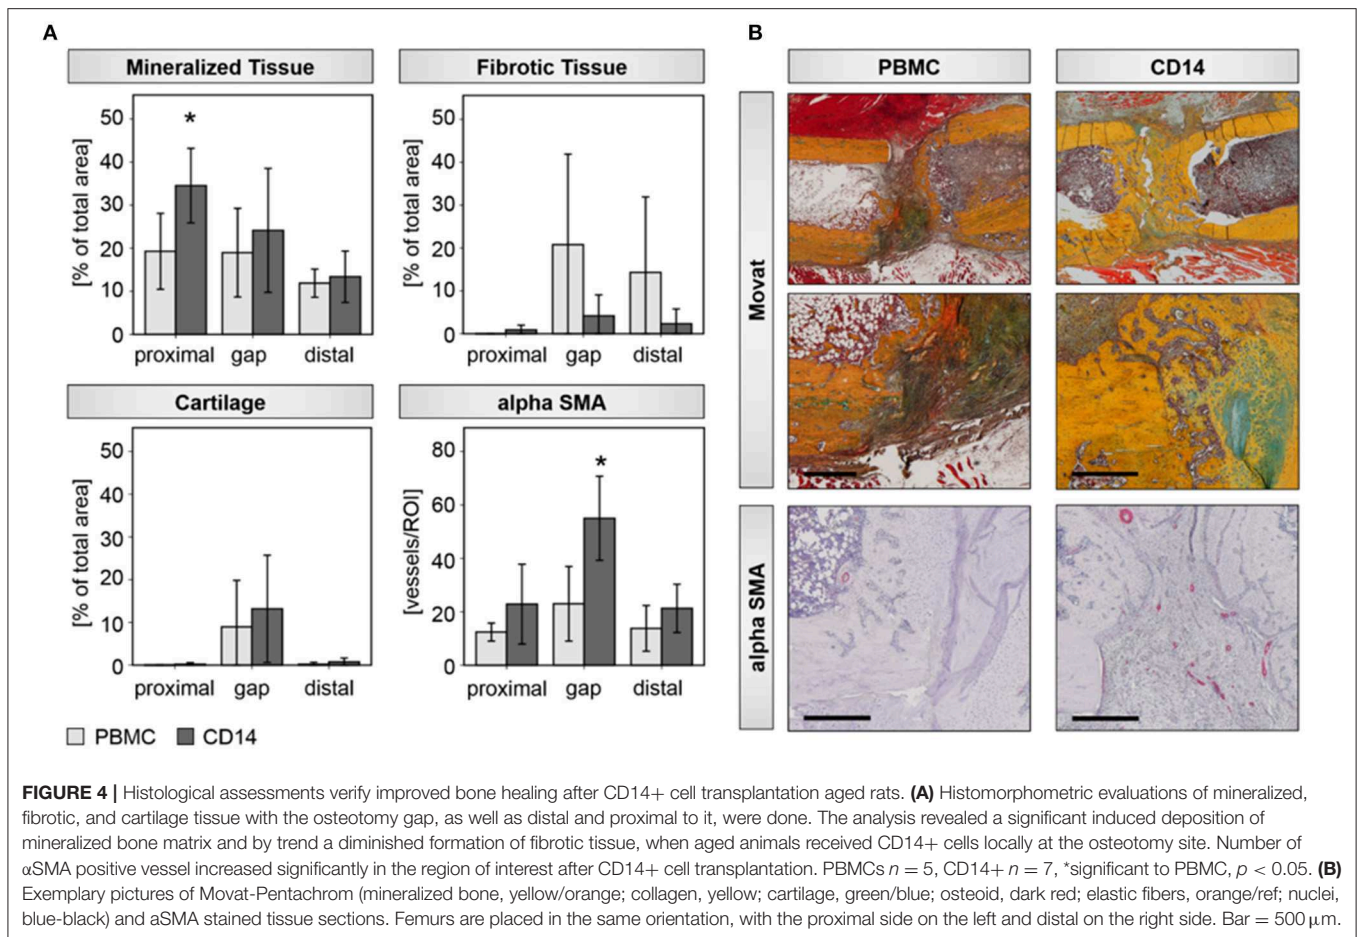 A
B
Mineralized Tissue
Fibrotic Tissue
[% of total area]
50
40
30
20
10
0
*
proximal gap distal
[% of total area]
50
40
30
20
10
0
proximal gap distal
Cartilage
alpha SMA
[% of total area]
50
40
30
20
10
0
proximal gap distal
[vessels/ROI]
80
60
40
20
0
*
proximal gap distal
PBMC CD14
PBMC
CD14
Movat
alpha SMA
FIGURE 4 | Histological assessments verify improved bone healing after CD14+ cell transplantation aged rats. (A) Histomorphometric evaluations of mineralized,
fibrotic, and cartilage tissue with the osteotomy gap, as well as distal and proximal to it, were done. The analysis revealed a significant induced deposition of
mineralized bone matrix and by trend a diminished formation of fibrotic tissue, when aged animals received CD14+ cells locally at the osteotomy site. Number of
αSMA positive vessel increased significantly in the region of interest after CD14+ cell transplantation. PBMCs n = 5, CD14+ n = 7, *significant to PBMC, p < 0.05. (B)
Exemplary pictures of Movat-Pentachrom (mineralized bone, yellow/orange; collagen, yellow; cartilage, green/blue; osteoid, dark red; elastic fibers, orange/ref; nuclei,
blue-black) and aSMA stained tissue sections. Femurs are placed in the same orientation, with the proximal side on the left and distal on the right side. Bar = 500 μm.